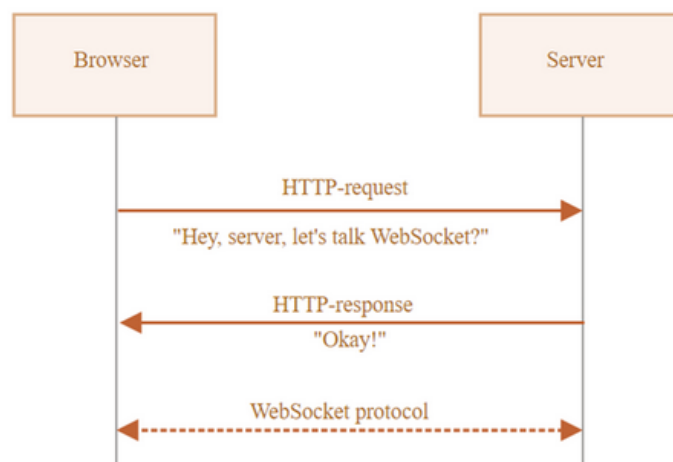 Browser
Server
HTTP-request
"Hey, server, let's talk WebSocket?"
HTTP-response
"Okay!"
WebSocket protocol